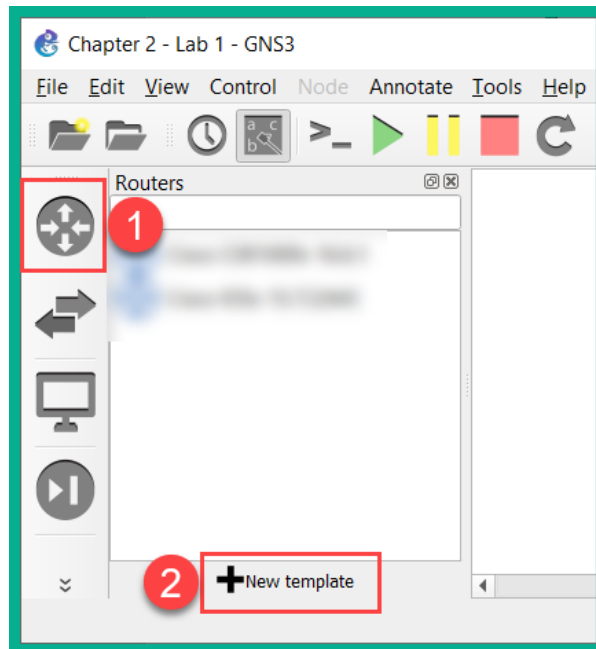 Chapter 2 - Lab 1 - GNS3
File Edit View Control Node Annotate Tools Help
a c
b
>_
Routers
1
2 New template